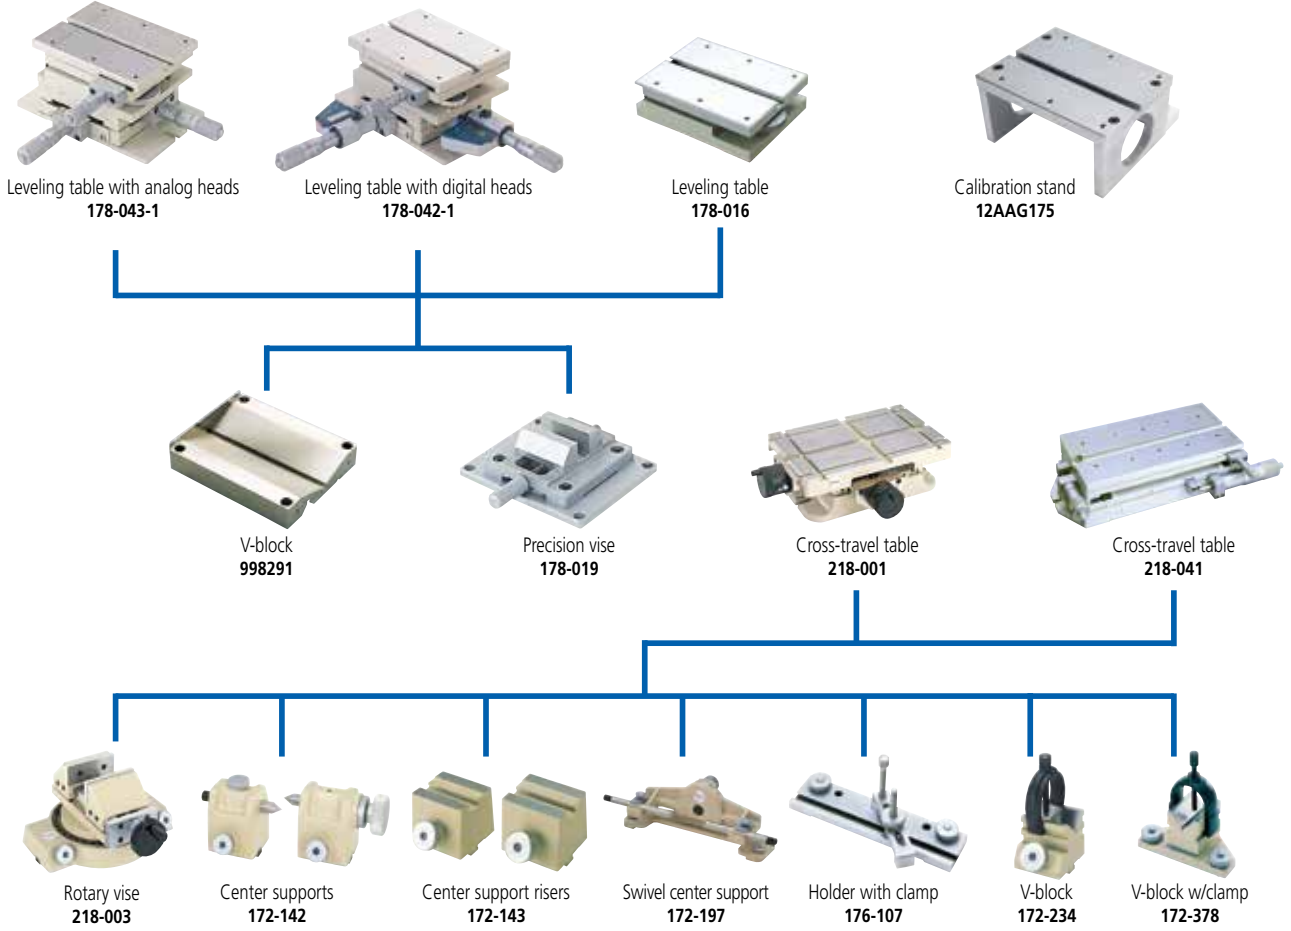 Leveling table with analog heads
178-043-1
Leveling table with digital heads
178-042-1
Leveling table
178-016
Calibration stand
12AAG175
V-block
998291
Precision vise
178-019
Cross-travel table
218-001
Cross-travel table
218-041
Rotary vise
218-003
Center supports
172-142
Center support risers
172-143
Swivel center support
172-197
Holder with clamp
176-107
V-block
172-234
V-block w/clamp
172-378